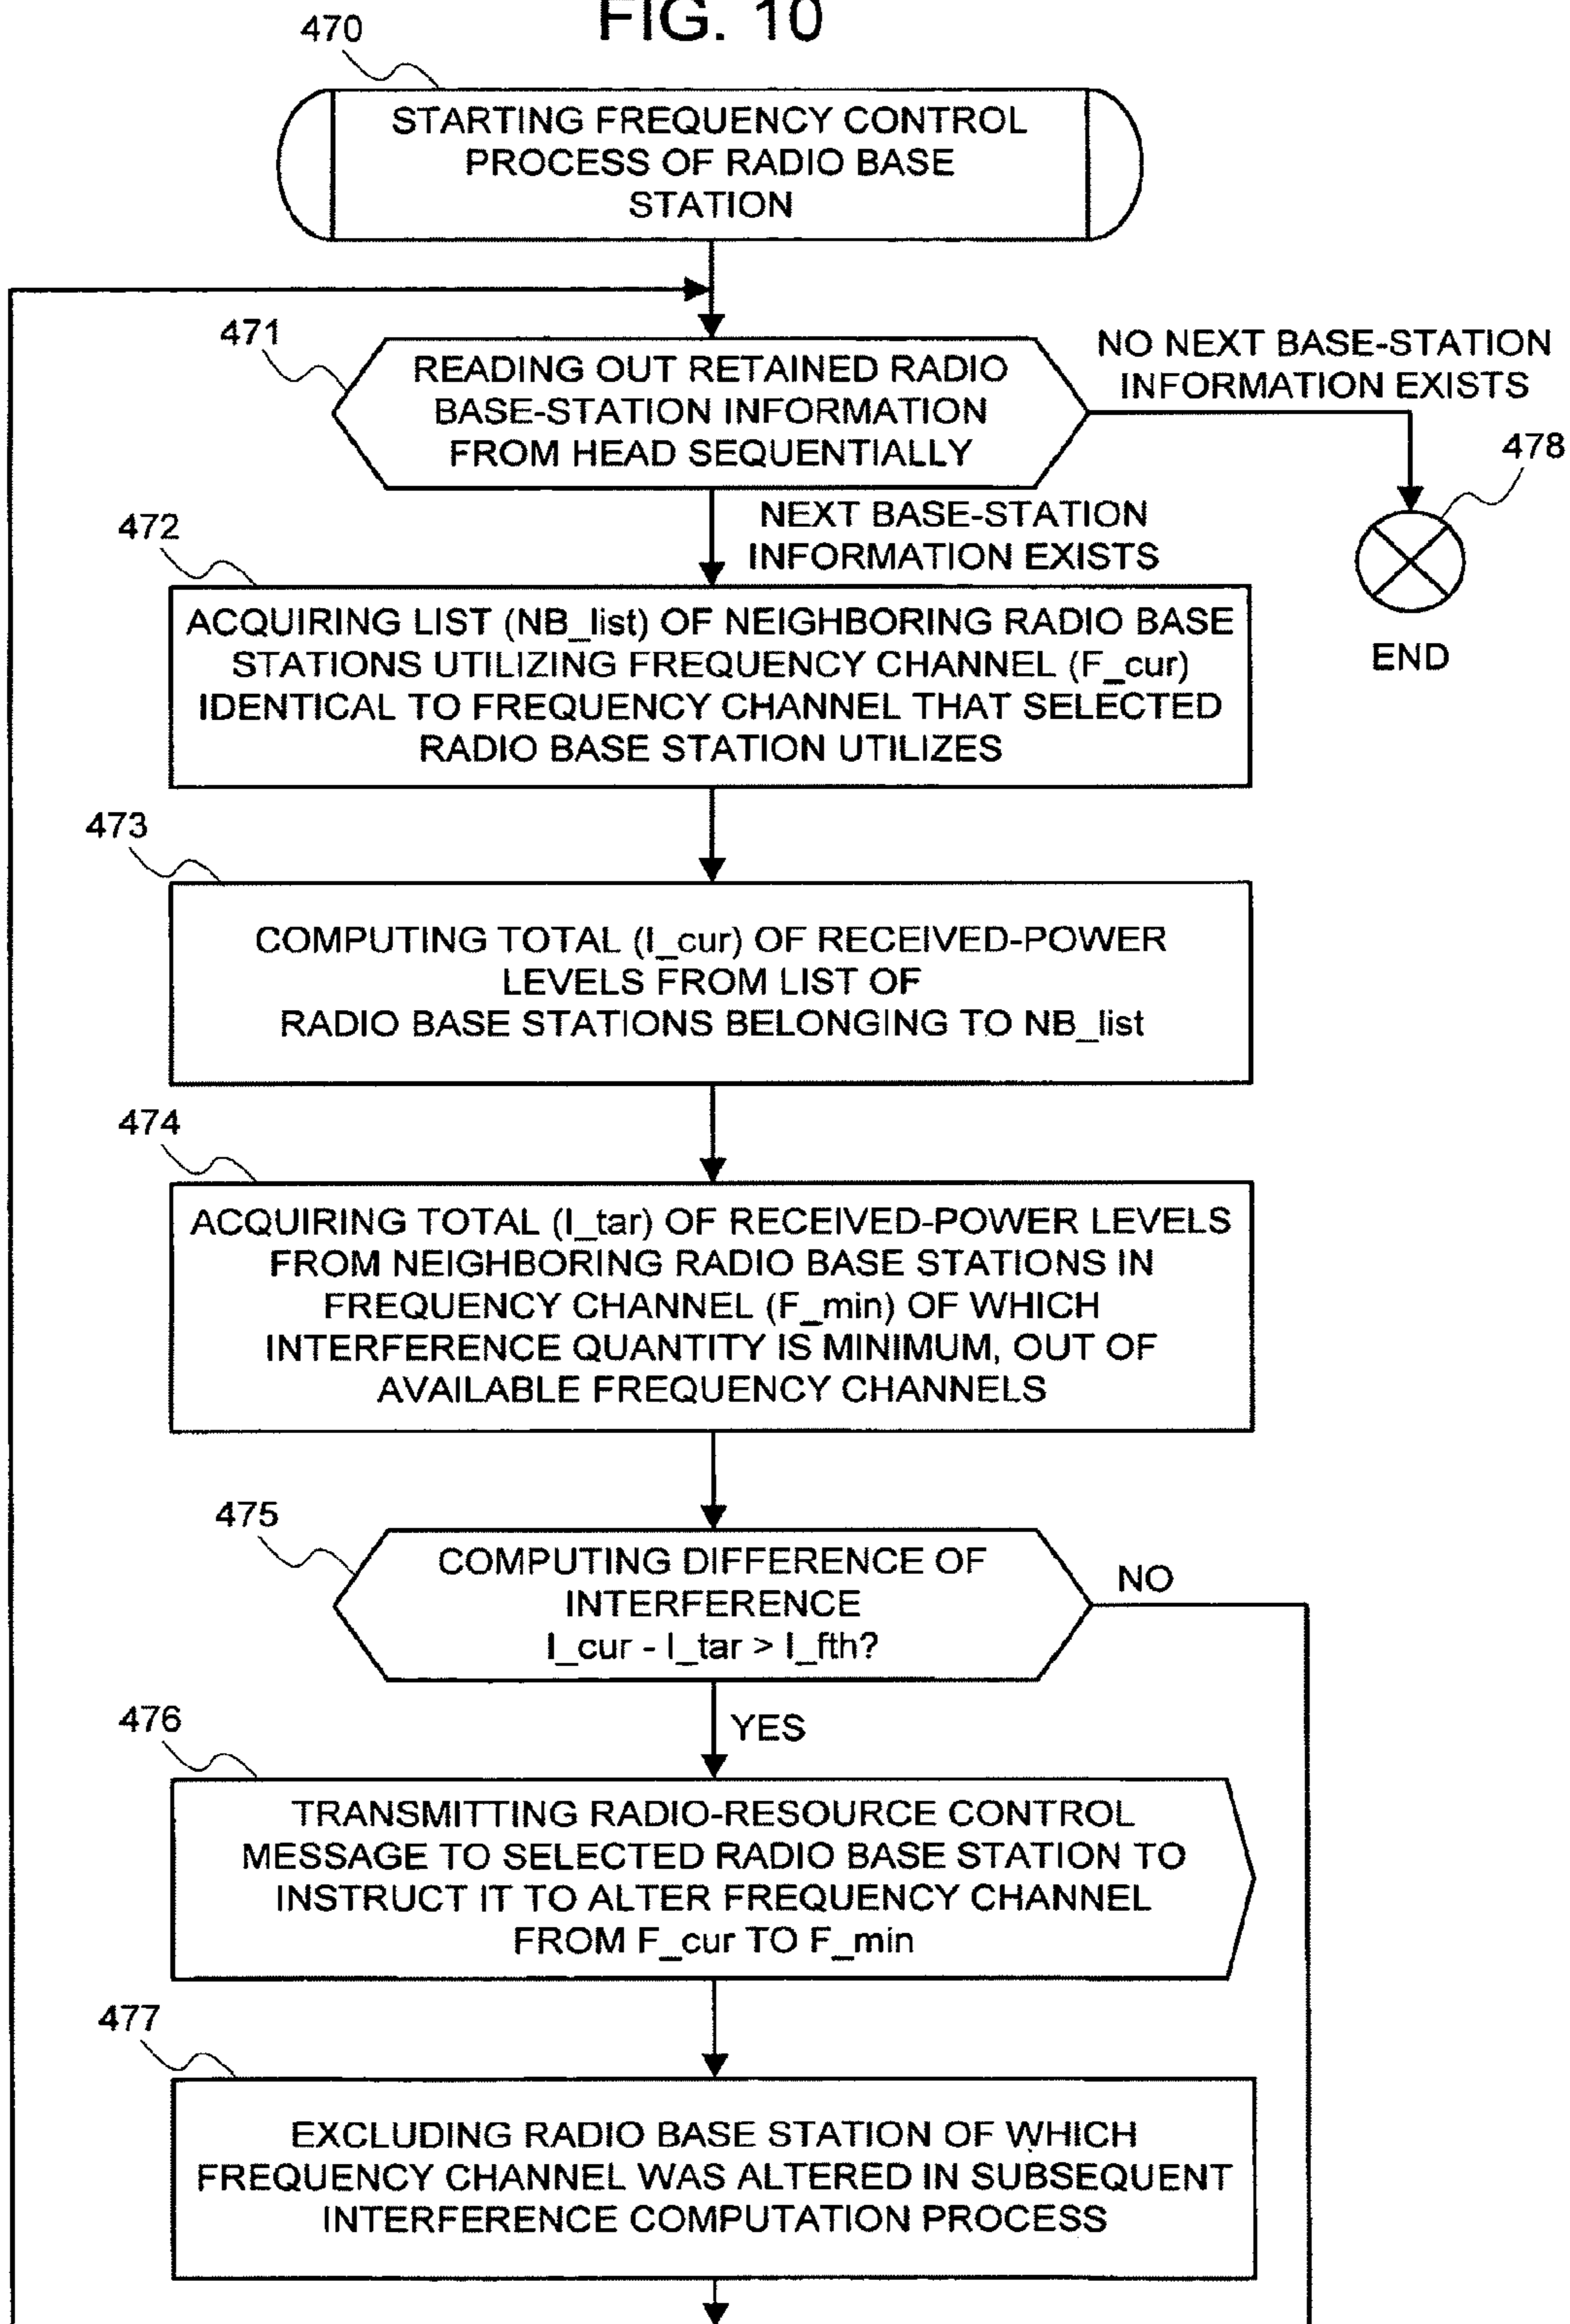 FIG. 10
470
STARTING FREQUENCY CONTROL
PROCESS OF RADIO BASE
STATION
471
READING OUT RETAINED RADIO
BASE-STATION INFORMATION
FROM HEAD SEQUENTIALLY
NO NEXT BASE-STATION
INFORMATION EXISTS
478
END
NEXT BASE-STATION
INFORMATION EXISTS
472
ACQUIRING LIST (NB_list) OF NEIGHBORING RADIO BASE
STATIONS UTILIZING FREQUENCY CHANNEL (F_cur)
IDENTICAL TO FREQUENCY CHANNEL THAT SELECTED
RADIO BASE STATION UTILIZES
473
COMPUTING TOTAL (I_cur) OF RECEIVED-POWER
LEVELS FROM LIST OF
RADIO BASE STATIONS BELONGING TO NB_list
474
ACQUIRING TOTAL (I_tar) OF RECEIVED-POWER LEVELS
FROM NEIGHBORING RADIO BASE STATIONS IN
FREQUENCY CHANNEL (F_min) OF WHICH
INTERFERENCE QUANTITY IS MINIMUM, OUT OF
AVAILABLE FREQUENCY CHANNELS
475
COMPUTING DIFFERENCE OF
INTERFERENCE
I_cur - I_tar > I_fth?
NO
YES
476
TRANSMITTING RADIO-RESOURCE CONTROL
MESSAGE TO SELECTED RADIO BASE STATION TO
INSTRUCT IT TO ALTER FREQUENCY CHANNEL
FROM F_cur TO F_min
477
EXCLUDING RADIO BASE STATION OF WHICH
FREQUENCY CHANNEL WAS ALTERED IN SUBSEQUENT
INTERFERENCE COMPUTATION PROCESS